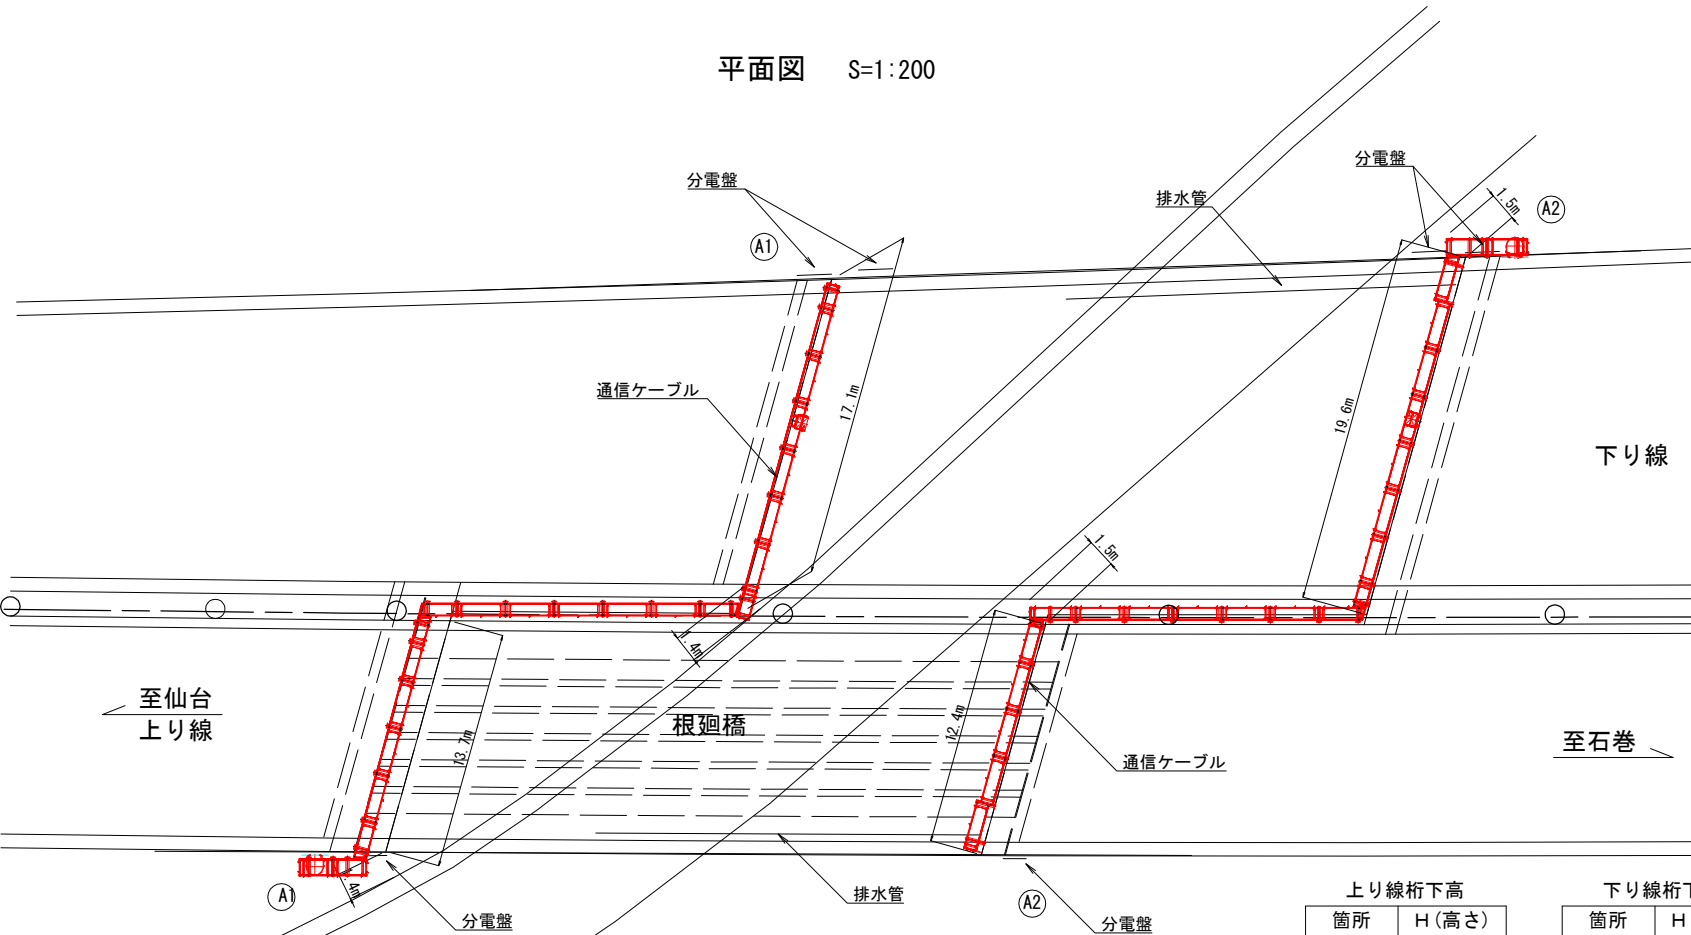 平面図 S=1:200
分電盤
分電盤
排水管
1.5m
A2
A1
通信ケーブル
17.1m
19.6m
下り線
1.5m
至仙台
上り線
13.7m
根廻橋
12.4m
通信ケーブル
至石巻
A1
分電盤
排水管
A2
分電盤
上り線桁下高
箇所 H(高さ)
下り線桁下
箇所 H